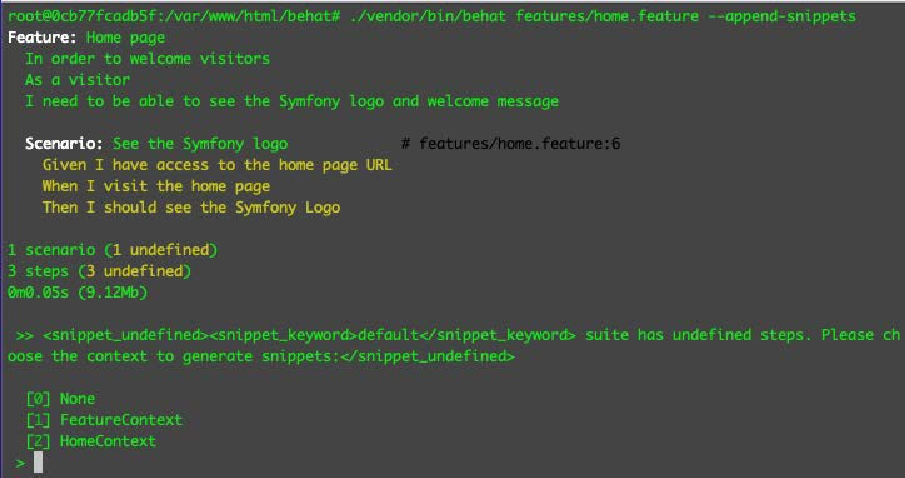 root@0cb77fcadb5f:/var/www/html/behat# ./vendor/bin/behat features/home.feature --append-snippets
Feature: Home page
In order to welcome visitors
As a visitor
I need to be able to see the Symfony logo and welcome message
Scenario: See the Symfony logo # features/home.feature:6
Given I have access to the home page URL
When I visit the home page
Then I should see the Symfony Logo
1 scenario (1 undefined)
3 steps (3 undefined)
0m0.05s (9.12Mb)
>> <snippet_undefined><snippet_keyword>default</snippet_keyword> suite has undefined steps. Please ch
oose the context to generate snippets:</snippet_undefined>
[0] None
[1] FeatureContext
[2] HomeContext
>